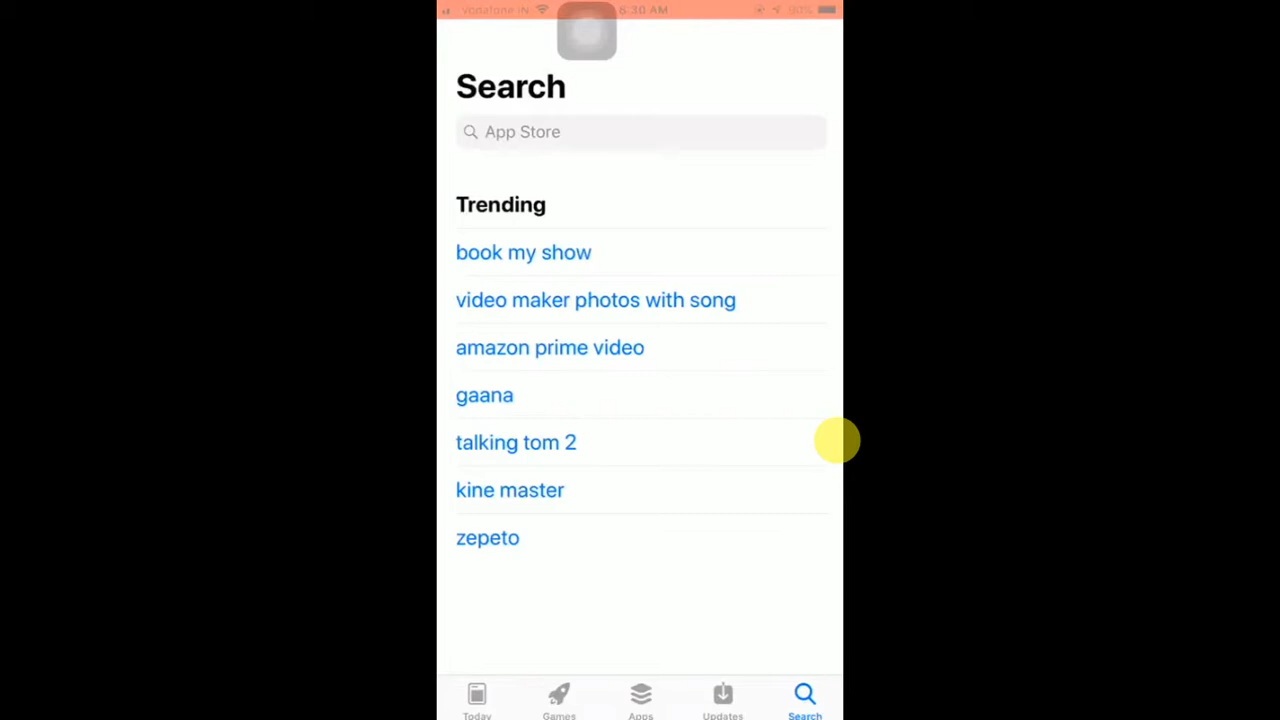 vodafone IN 8:30 AM 90%
Search
App Store
Trending
book my show
video maker photos with song
amazon prime video
gaana
talking tom 2
kine master
zepeto
Today Games Apps Updates Search